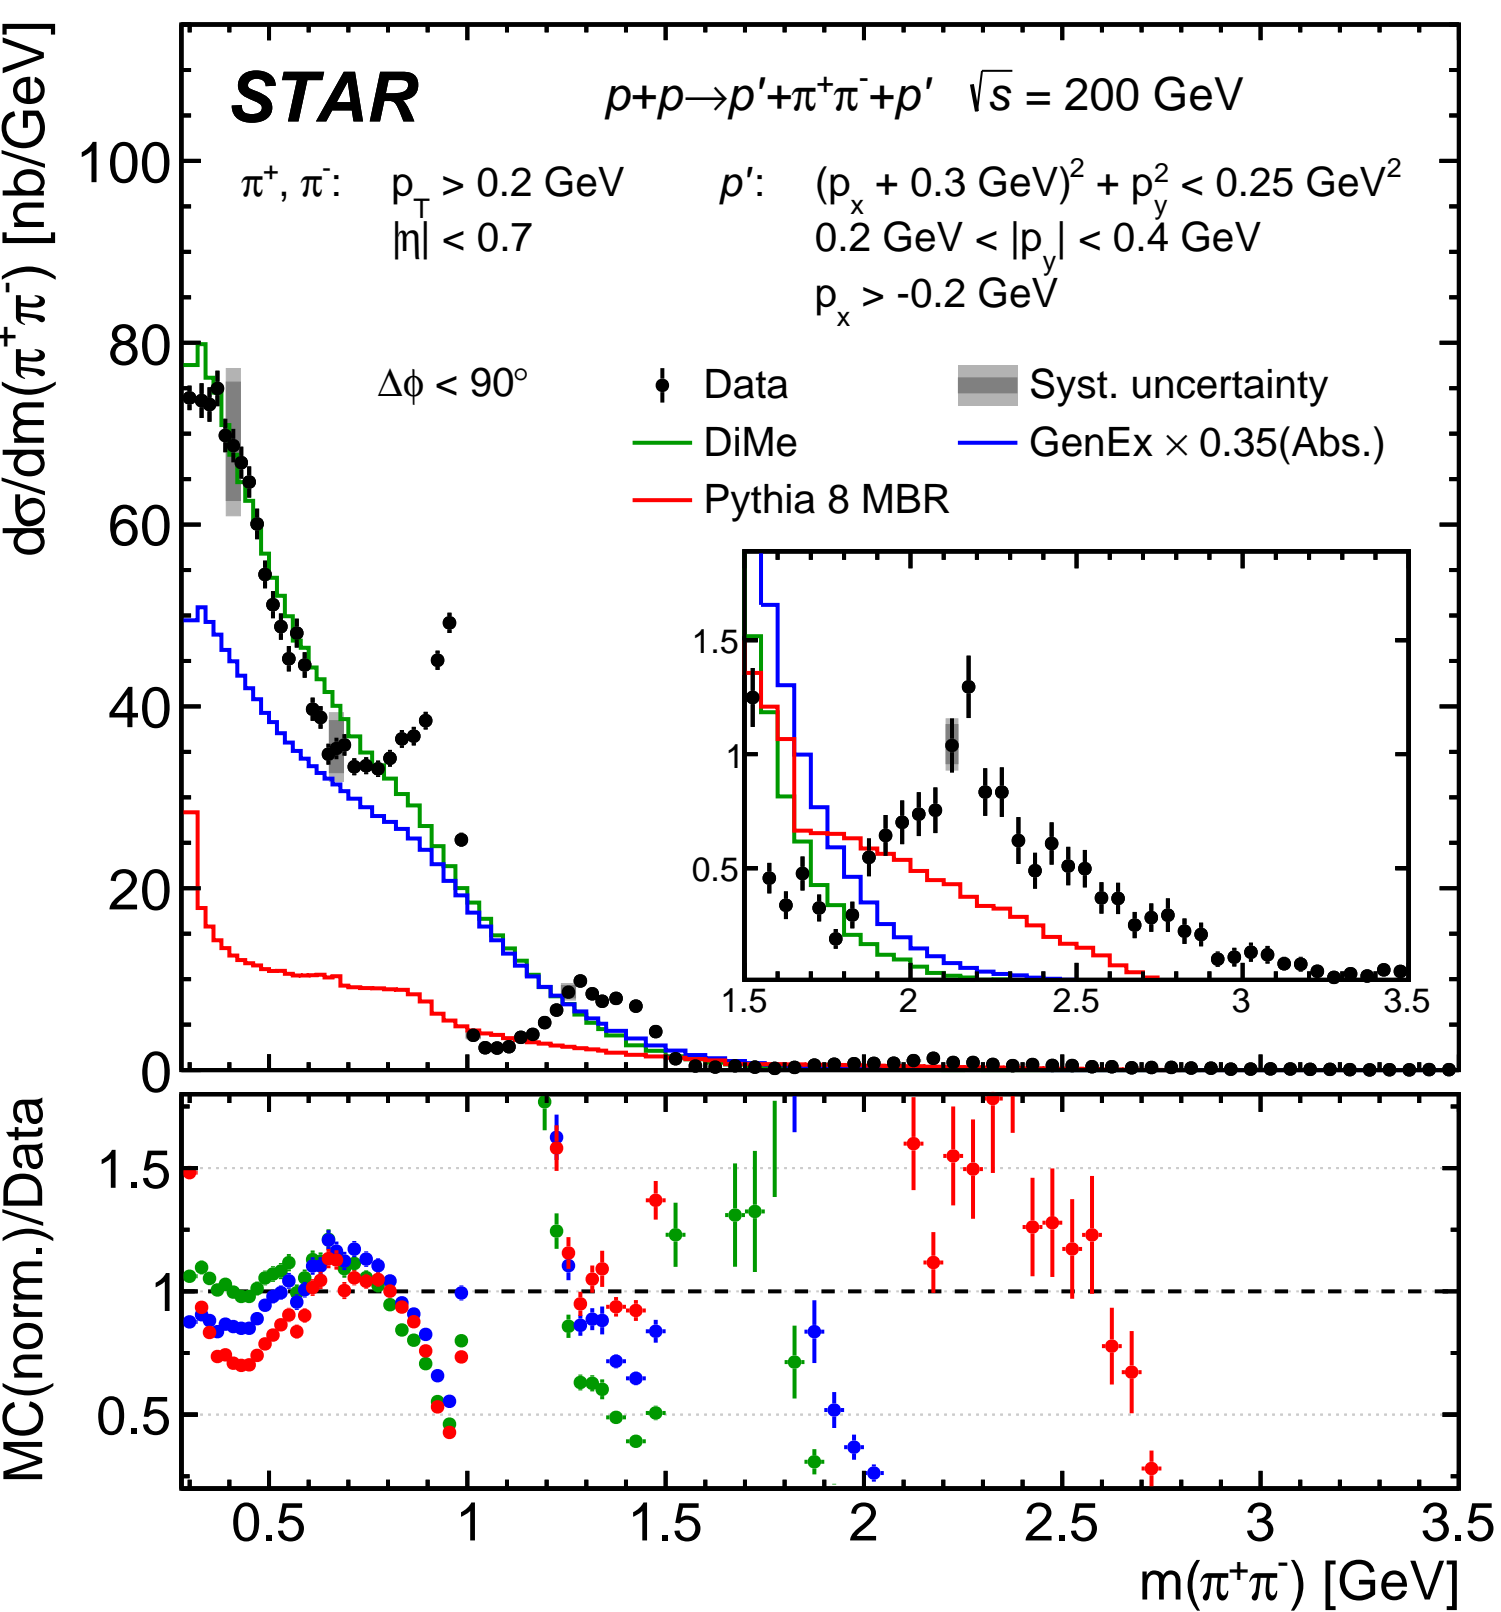 STAR
p+p→p′+π⁺π⁻+p′ √s = 200 GeV
π⁺, π⁻: p_T > 0.2 GeV p′: (p_x + 0.3 GeV)² + p_y² < 0.25 GeV²
|η| < 0.7 0.2 GeV < |p_y| < 0.4 GeV
p_x > -0.2 GeV
Δϕ < 90° Data Syst. uncertainty
DiMe GenEx × 0.35(Abs.)
Pythia 8 MBR
dσ/dm(π⁺π⁻) [nb/GeV]
100
80
60
40
20
0
1.5
1
0.5
1.5 2 2.5 3 3.5
MC(norm.)/Data
1.5
1
0.5
0.5 1 1.5 2 2.5 3 3.5
m(π⁺π⁻) [GeV]